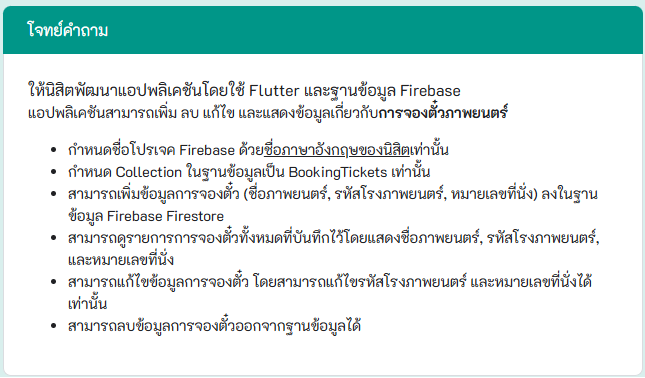 โจทย์คำถาม
ให้นิสิตพัฒนาแอปพลิเคชันโดยใช้ Flutter และฐานข้อมูล Firebase
แอปพลิเคชันสามารถเพิ่ม ลบ แก้ไข และแสดงข้อมูลเกี่ยวกับการจองตั๋วภาพยนตร์
• กำหนดชื่อโปรเจค Firebase ด้วยชื่อภาษาอังกฤษของนิสิตเท่านั้น
• กำหนด Collection ในฐานข้อมูลเป็น BookingTickets เท่านั้น
• สามารถเพิ่มข้อมูลการจองตั๋ว (ชื่อภาพยนตร์, รหัสโรงภาพยนตร์, หมายเลขที่นั่ง) ลงในฐาน
ข้อมูล Firebase Firestore
• สามารถดูรายการการจองตั๋วทั้งหมดที่บันทึกไว้โดยแสดงชื่อภาพยนตร์, รหัสโรงภาพยนตร์,
และหมายเลขที่นั่ง
• สามารถแก้ไขข้อมูลการจองตั๋ว โดยสามารถแก้ไขรหัสโรงภาพยนตร์ และหมายเลขที่นั่งได้
เท่านั้น
• สามารถลบข้อมูลการจองตั๋วออกจากฐานข้อมูลได้